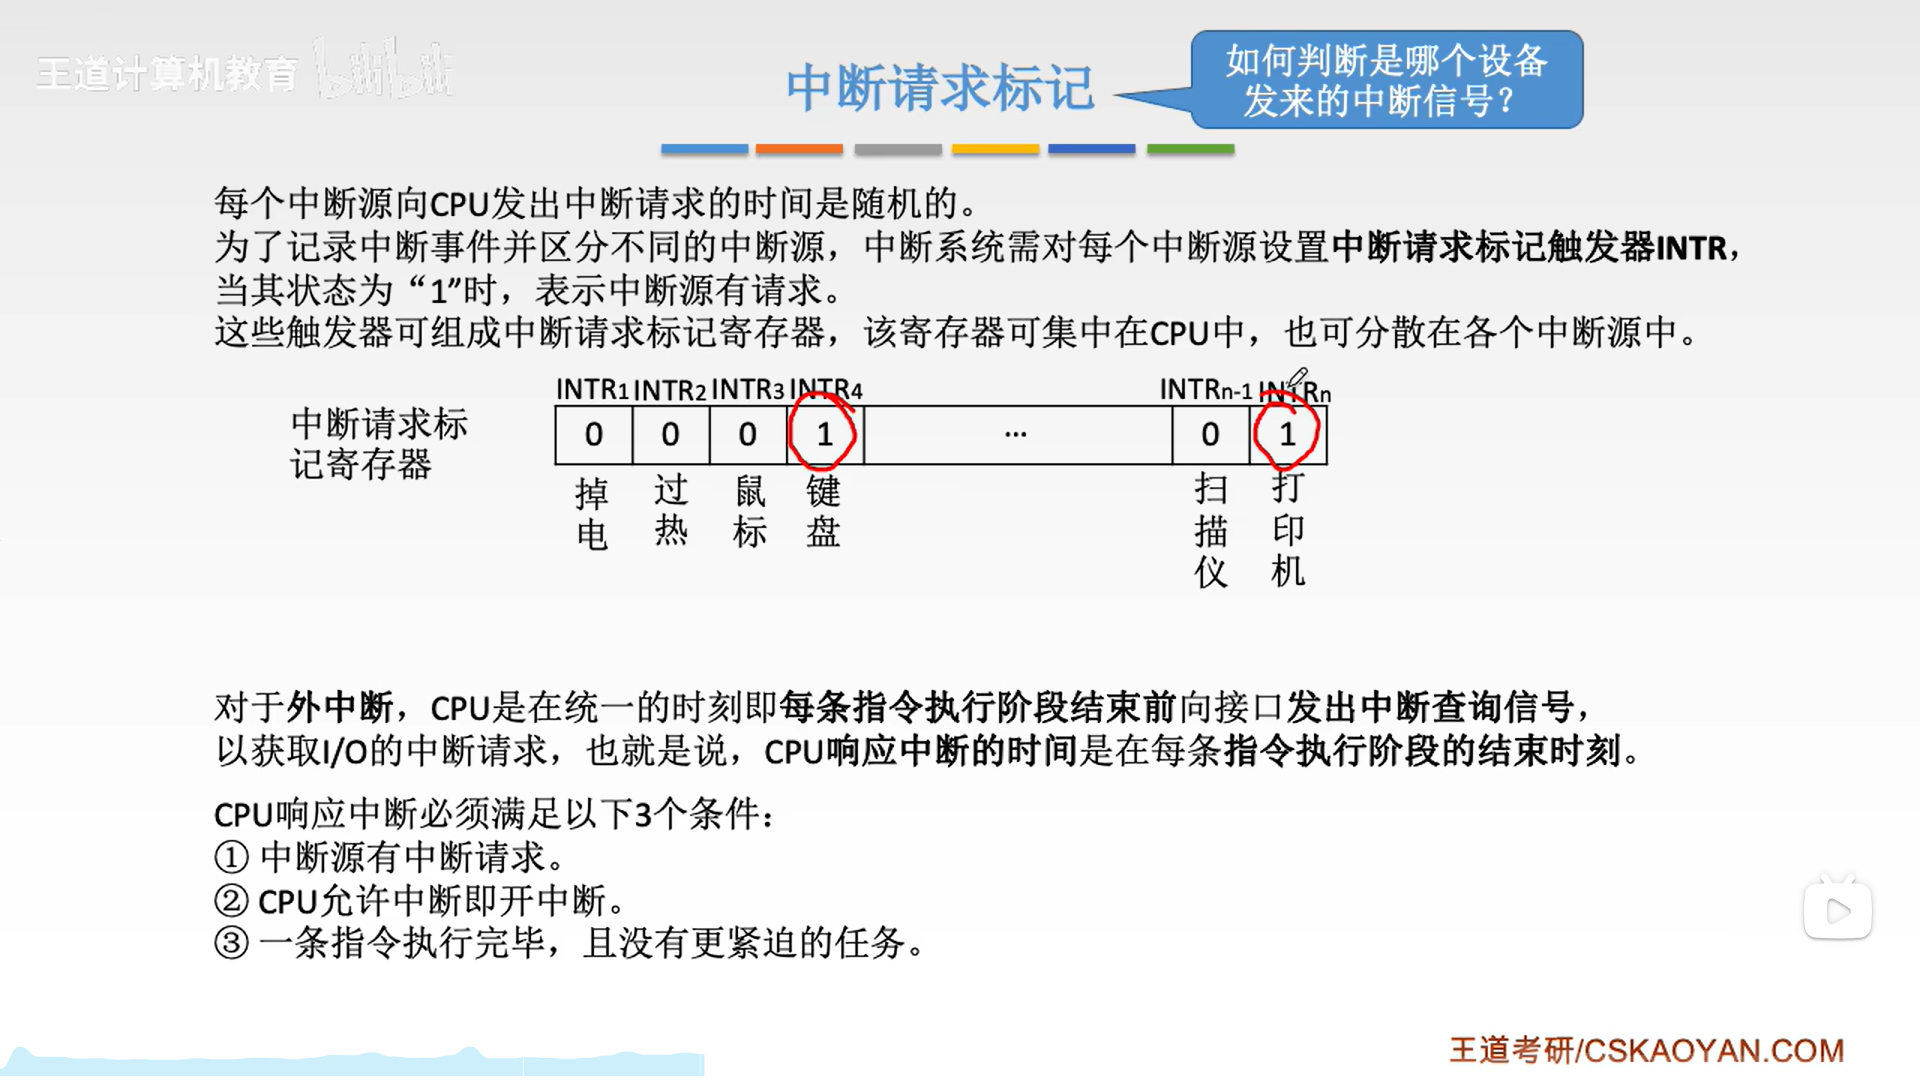 王道计算机教育 bilibili
中断请求标记
如何判断是哪个设备
发来的中断信号？
每个中断源向CPU发出中断请求的时间是随机的。
为了记录中断事件并区分不同的中断源，中断系统需对每个中断源设置中断请求标记触发器INTR，
当其状态为“1”时，表示中断源有请求。
这些触发器可组成中断请求标记寄存器，该寄存器可集中在CPU中，也可分散在各个中断源中。
INTR1 INTR2 INTR3 INTR4 INTRn-1 INTRn
中断请求标
记寄存器
0 0 0 1 ... 0 1
掉电 过热 鼠标 键盘 扫描仪 打印机
对于外中断，CPU是在统一的时刻即每条指令执行阶段结束前向接口发出中断查询信号，
以获取I/O的中断请求，也就是说，CPU响应中断的时间是在每条指令执行阶段的结束时刻。
CPU响应中断必须满足以下3个条件：
① 中断源有中断请求。
② CPU允许中断即开中断。
③ 一条指令执行完毕，且没有更紧迫的任务。
王道考研/CSKAOYAN.COM